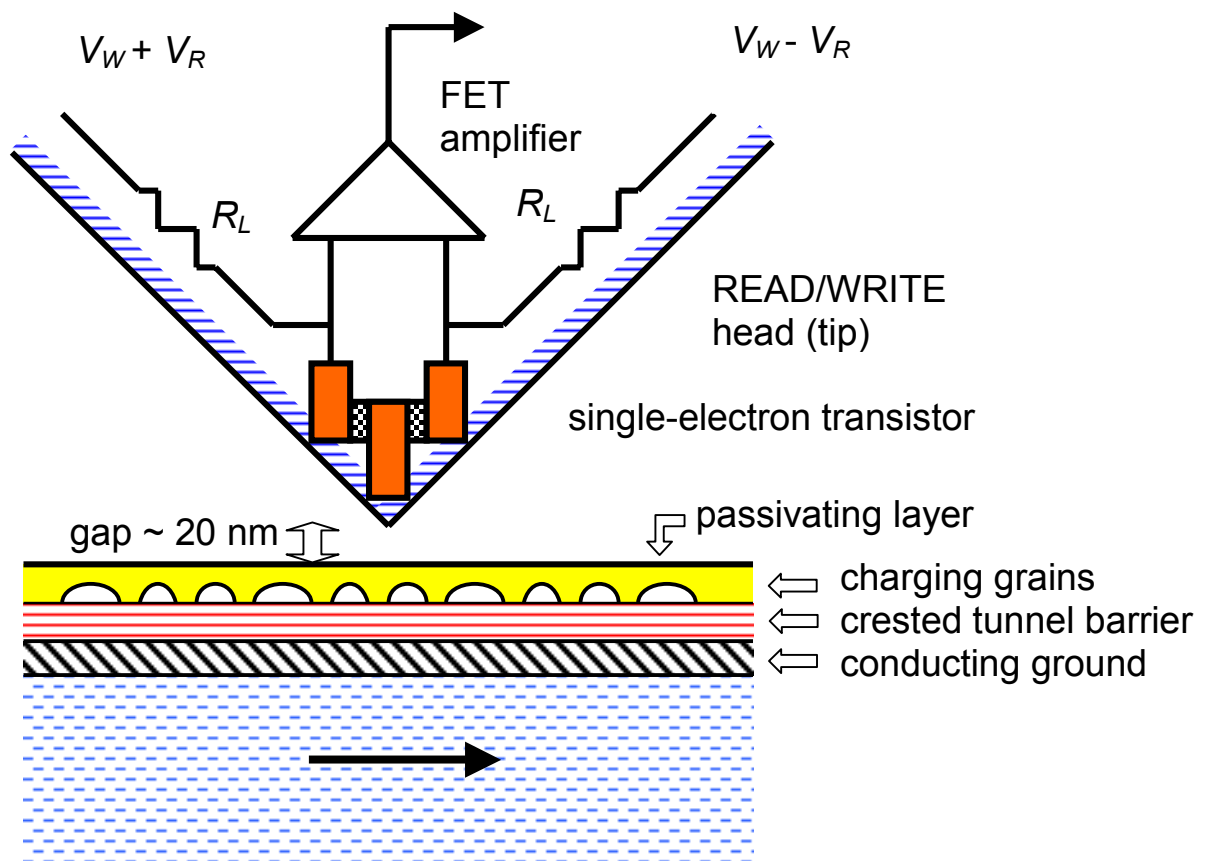 V_W + V_R
V_W - V_R
FET
amplifier
R_L
R_L
READ/WRITE
head (tip)
single-electron transistor
gap ~ 20 nm
passivating layer
charging grains
crested tunnel barrier
conducting ground